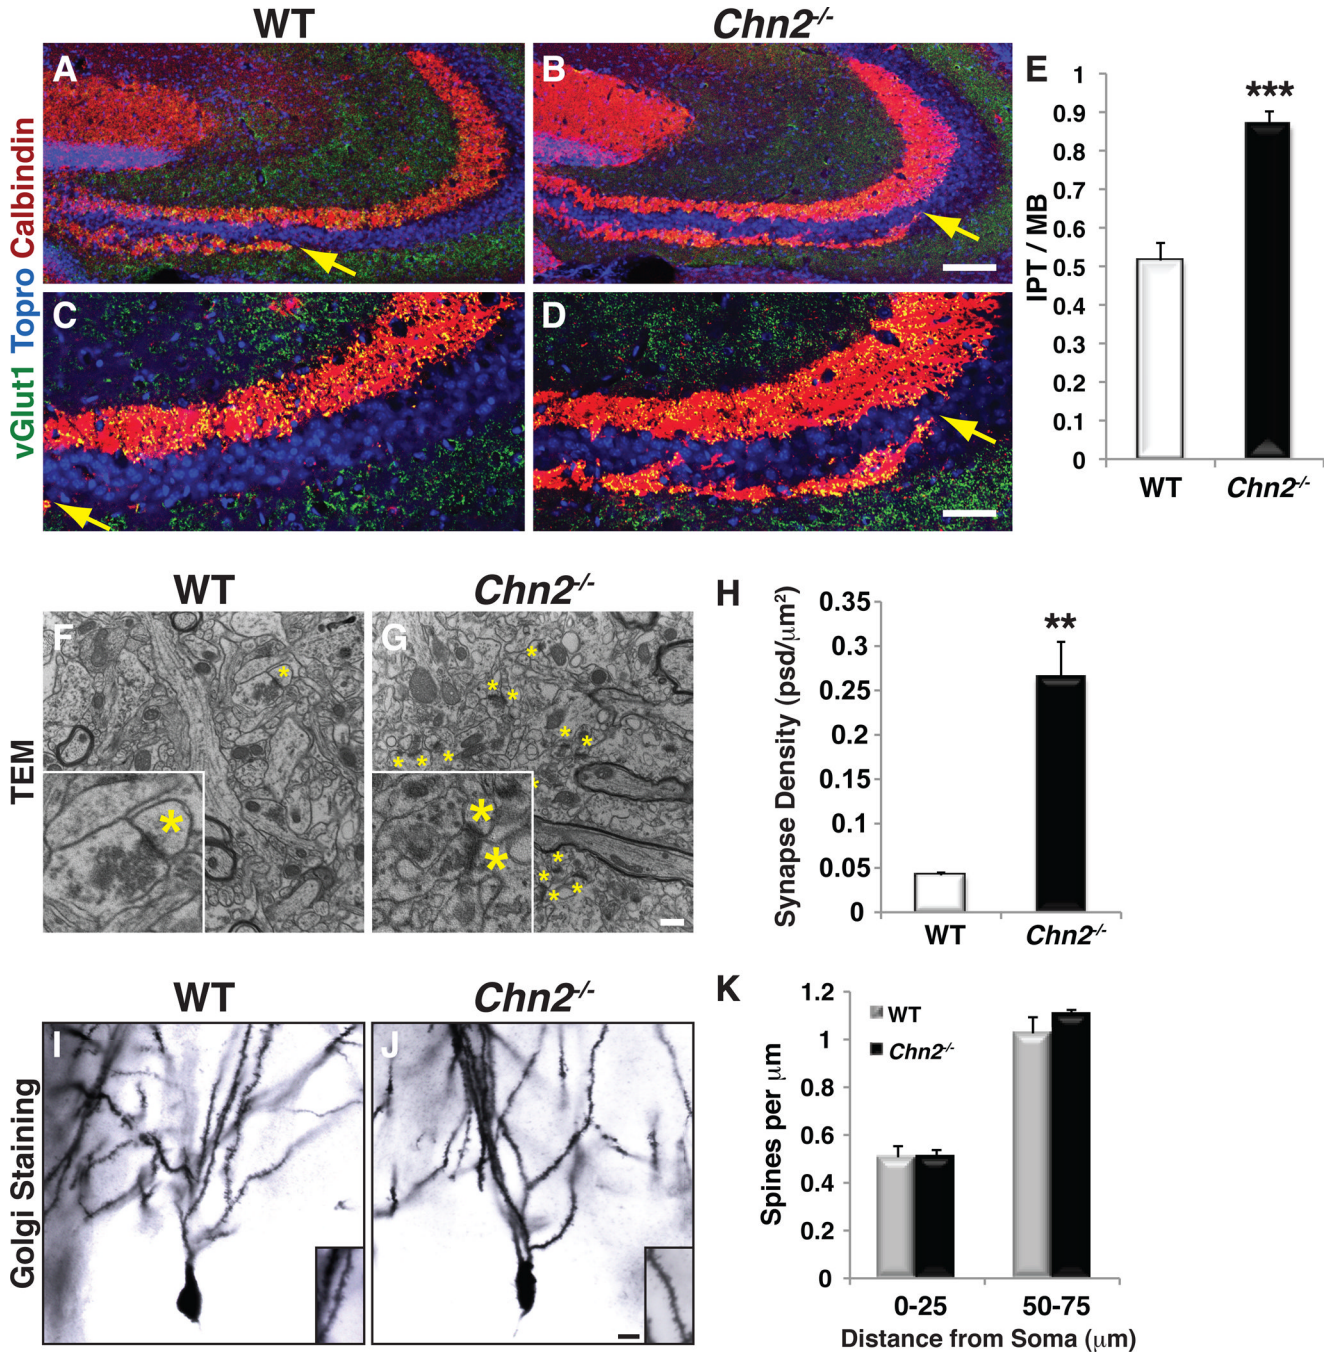 WT
Chn2-/-
vGlut1 Topro Calbindin
A
B
C
D
E
***
IPT / MB
1
0.9
0.8
0.7
0.6
0.5
0.4
0.3
0.2
0.1
0
WT
Chn2-/-
WT
Chn2-/-
TEM
F
*
*
G
* * * * * * * * * * * * *
* *
H
**
Synapse Density (psd/μm²)
0.35
0.3
0.25
0.2
0.15
0.1
0.05
0
WT
Chn2-/-
WT
Chn2-/-
Golgi Staining
I
J
K
Spines per μm
1.2
1
0.8
0.6
0.4
0.2
0
WT
Chn2-/-
0-25
50-75
Distance from Soma (μm)